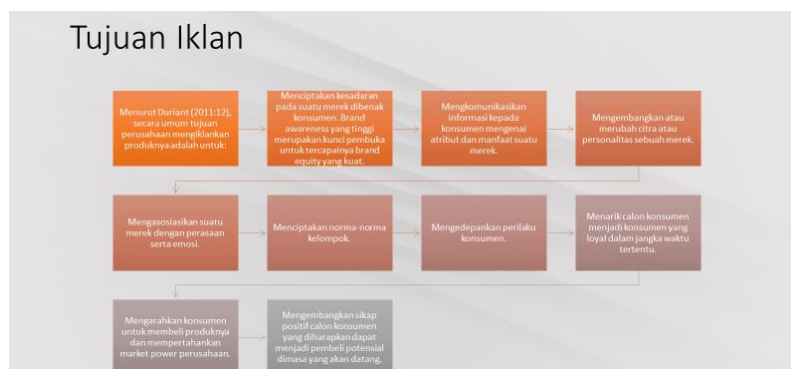 Tujuan Iklan
Menurut Duriant (2011:12),
secara umum tujuan
perusahaan mengiklankan
produknya adalah untuk:
Menciptakan kesadaran
pada suatu merek dibenak
konsumen. Brand
awareness yang tinggi
merupakan kunci pembuka
untuk tercapainya brand
equity yang kuat.
Mengkomunikasikan
informasi kepada
konsumen mengenai
atribut dan manfaat suatu
merek.
Mengembangkan atau
merubah citra atau
personalitas sebuah merek.
Mengasosiasikan suatu
merek dengan perasaan
serta emosi.
Menciptakan norma-norma
kelompok.
Mengedepankan perilaku
konsumen.
Menarik calon konsumen
menjadi konsumen yang
loyal dalam jangka waktu
tertentu.
Mengarahkan konsumen
untuk membeli produknya
dan mempertahankan
market power perusahaan.
Mengembangkan sikap
positif calon konsumen
yang diharapkan dapat
menjadi pembeli potensial
dimasa yang akan datang.